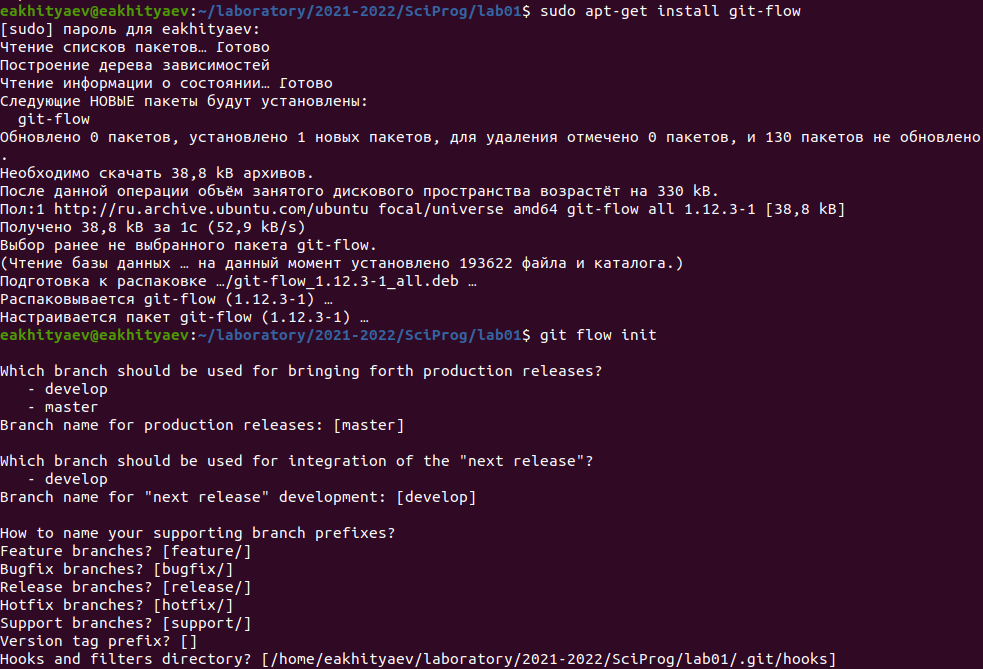 eakhityaev@eakhityaev:~/laboratory/2021-2022/SciProg/lab01$ sudo apt-get install git-flow
[sudo] пароль для eakhityaev:
Чтение списков пакетов… Готово
Построение дерева зависимостей
Чтение информации о состоянии… Готово
Следующие НОВЫЕ пакеты будут установлены:
  git-flow
Обновлено 0 пакетов, установлено 1 новых пакетов, для удаления отмечено 0 пакетов, и 130 пакетов не обновлено
.
Необходимо скачать 38,8 kB архивов.
После данной операции объём занятого дискового пространства возрастёт на 330 kB.
Пол:1 http://ru.archive.ubuntu.com/ubuntu focal/universe amd64 git-flow all 1.12.3-1 [38,8 kB]
Получено 38,8 kB за 1с (52,9 kB/s)
Выбор ранее не выбранного пакета git-flow.
(Чтение базы данных … на данный момент установлено 193622 файла и каталога.)
Подготовка к распаковке …/git-flow_1.12.3-1_all.deb …
Распаковывается git-flow (1.12.3-1) …
Настраивается пакет git-flow (1.12.3-1) …
eakhityaev@eakhityaev:~/laboratory/2021-2022/SciProg/lab01$ git flow init

Which branch should be used for bringing forth production releases?
   - develop
   - master
Branch name for production releases: [master]

Which branch should be used for integration of the "next release"?
   - develop
Branch name for "next release" development: [develop]

How to name your supporting branch prefixes?
Feature branches? [feature/]
Bugfix branches? [bugfix/]
Release branches? [release/]
Hotfix branches? [hotfix/]
Support branches? [support/]
Version tag prefix? []
Hooks and filters directory? [/home/eakhityaev/laboratory/2021-2022/SciProg/lab01/.git/hooks]